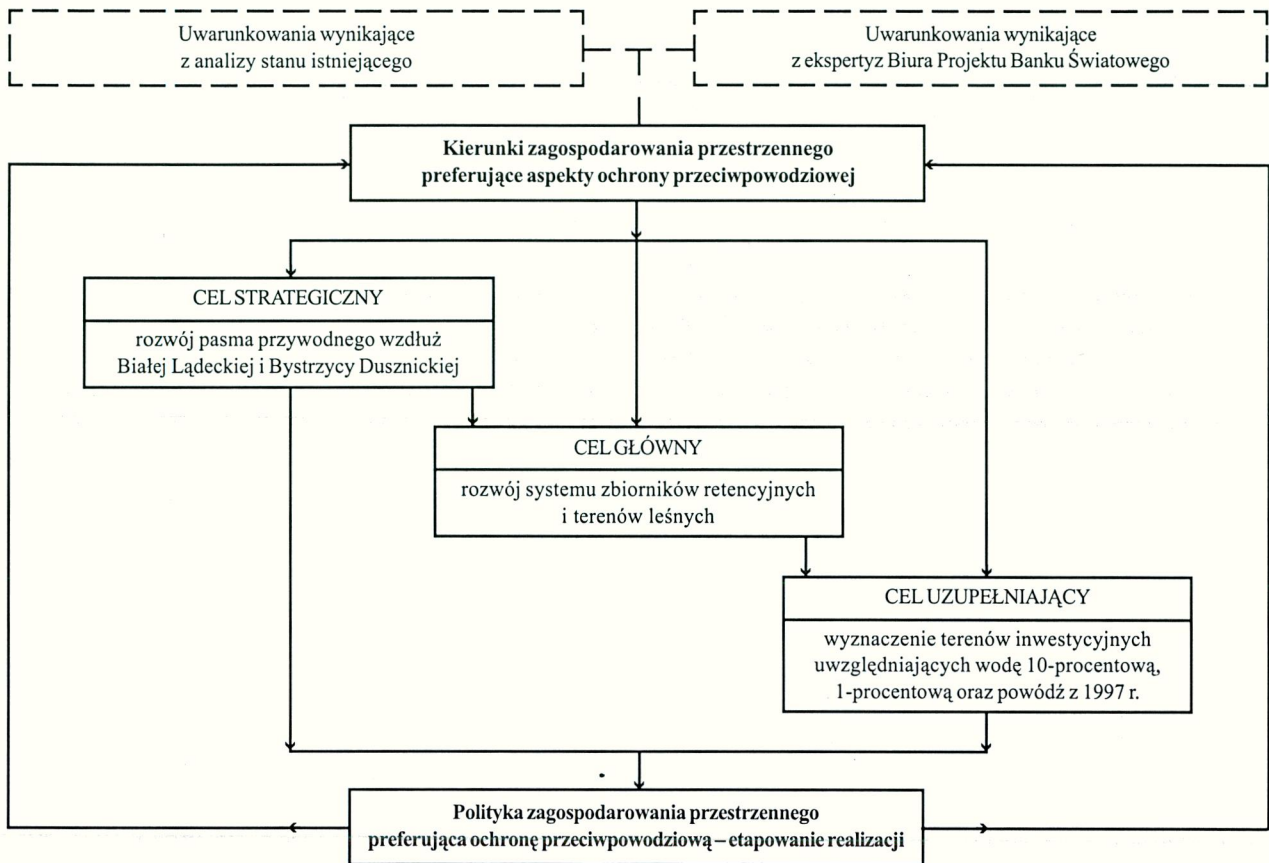 Uwarunkowania wynikające
z analizy stanu istniejącego
Uwarunkowania wynikające
z ekspertyz Biura Projektu Banku Światowego
Kierunki zagospodarowania przestrzennego
preferujące aspekty ochrony przeciwpowodziowej
CEL STRATEGICZNY
rozwój pasma przywodnego wzdłuż
Białej Lądeckiej i Bystrzycy Dusznickiej
CEL GŁÓWNY
rozwój systemu zbiorników retencyjnych
i terenów leśnych
CEL UZUPEŁNIAJĄCY
wyznaczenie terenów inwestycyjnych
uwzględniających wodę 10-procentową,
1-procentową oraz powódź z 1997 r.
Polityka zagospodarowania przestrzennego
preferująca ochronę przeciwpowodziową – etapowanie realizacji